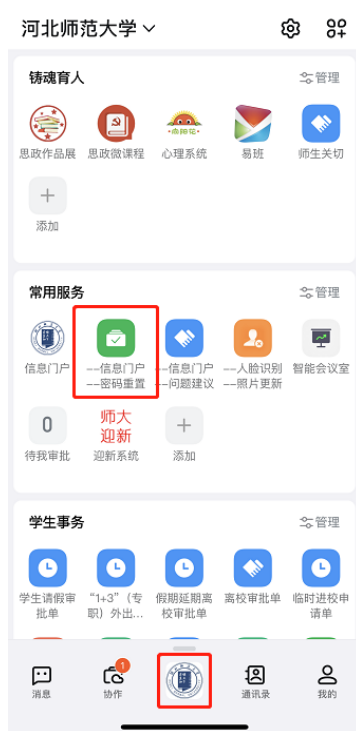 河北师范大学
铸魂育人
管理
思政作品展
思政微课程
心理系统
易班
师生关切
添加
常用服务
管理
信息门户
--信息门户
--密码重置
--信息门户
--问题建议
--人脸识别
--照片更新
智能会议室
0
待我审批
师大
迎新
迎新系统
添加
学生事务
管理
学生请假审
批单
“1+3”（专
职）外出...
假期延期离
校审批单
离校审批单
临时进校申
请单
消息
1
协作
通讯录
我的